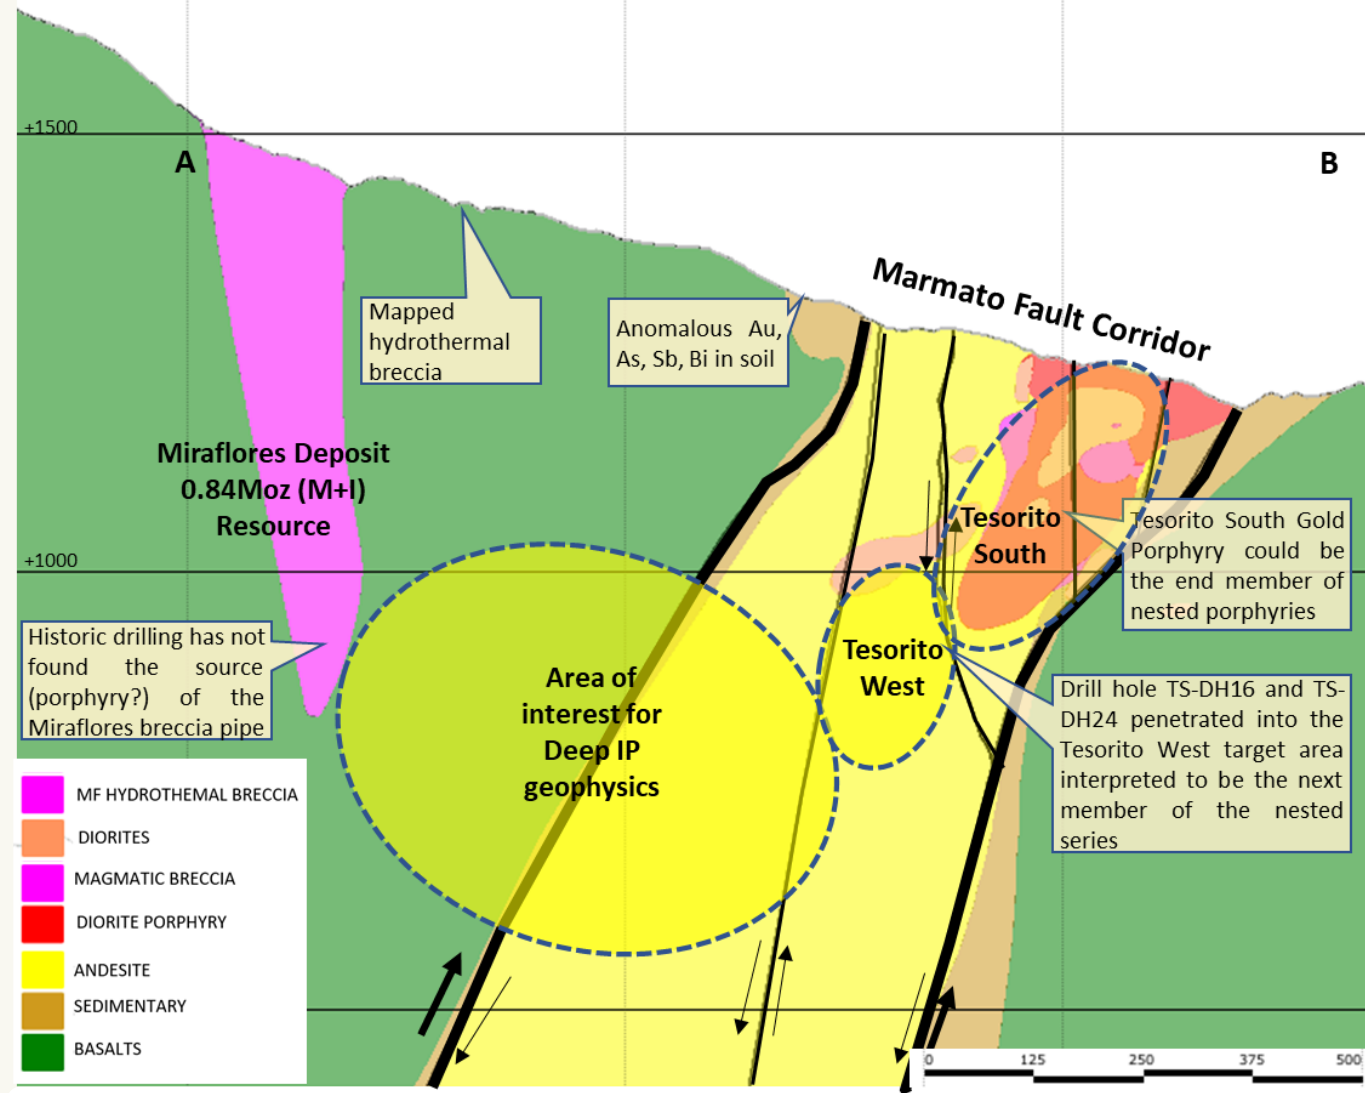 +1500
A
B
Marmato Fault Corridor
Mapped
hydrothermal
breccia
Anomalous Au,
As, Sb, Bi in soil
Miraflores Deposit
0.84Moz (M+I)
Resource
+1000
Tesorito
South
Tesorito South Gold
Porphyry could be
the end member of
nested porphyries
Historic drilling has not
found the source
(porphyry?) of the
Miraflores breccia pipe
Area of
interest for
Deep IP
geophysics
Tesorito
West
Drill hole TS-DH16 and TS-
DH24 penetrated into the
Tesorito West target area
interpreted to be the next
member of the nested
series
MF HYDROTHEMAL BRECCIA
DIORITES
MAGMATIC BRECCIA
DIORITE PORPHYRY
ANDESITE
SEDIMENTARY
BASALTS
0 125 250 375 500